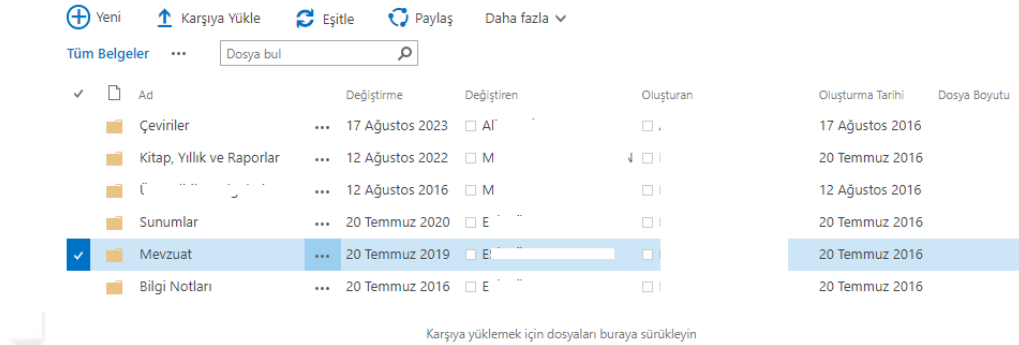 Yeni Karşıya Yükle Eşitle Paylaş Daha fazla
Tüm Belgeler ••• Dosya bul
Ad Değiştirme Değiştiren Oluşturan Oluşturma Tarihi Dosya Boyutu
Çeviriler ••• 17 Ağustos 2023 Al 17 Ağustos 2016
Kitap, Yıllık ve Raporlar ••• 12 Ağustos 2022 M 20 Temmuz 2016
••• 12 Ağustos 2016 M 12 Ağustos 2016
Sunumlar ••• 20 Temmuz 2020 E 20 Temmuz 2016
Mevzuat ••• 20 Temmuz 2019 E 20 Temmuz 2016
Bilgi Notları ••• 20 Temmuz 2016 E 20 Temmuz 2016
Karşıya yüklemek için dosyaları buraya sürükleyin